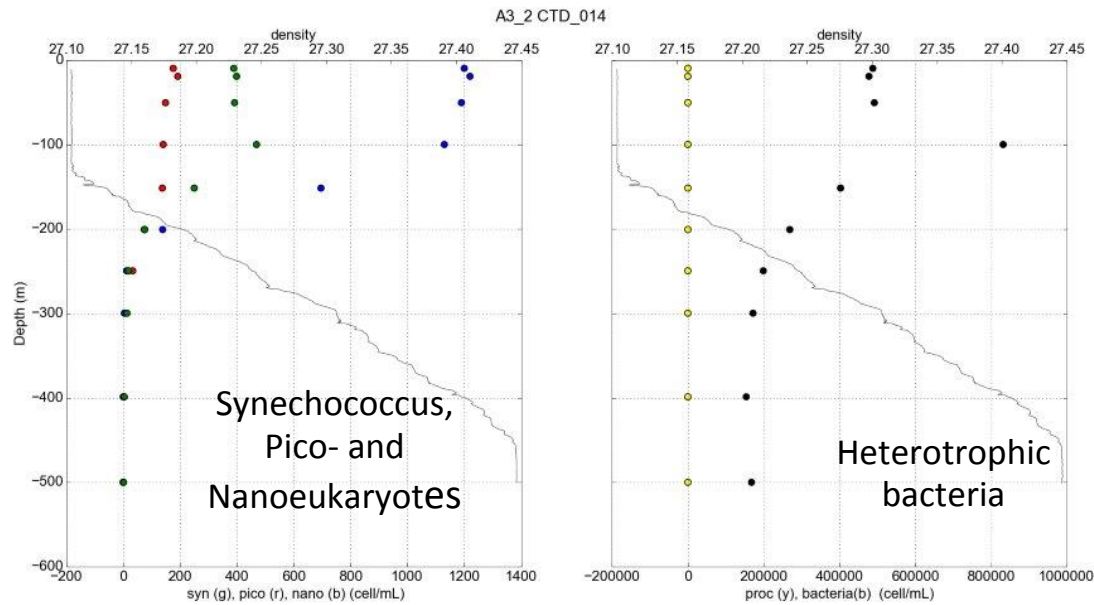 A3_2 CTD_014
density
27.10 27.15 27.20 27.25 27.30 27.35 27.40 27.45
0
−100
−200
−300
−400
−500
−600
Depth (m)
Synechococcus,
Pico- and
Nanoeukaryotes
−200 0 200 400 600 800 1000 1200 1400
syn (g), pico (r), nano (b) (cell/mL)
density
27.10 27.15 27.20 27.25 27.30 27.35 27.40 27.45
Heterotrophic
bacteria
−200000 0 200000 400000 600000 800000 1000000
proc (y), bacteria(b) (cell/mL)